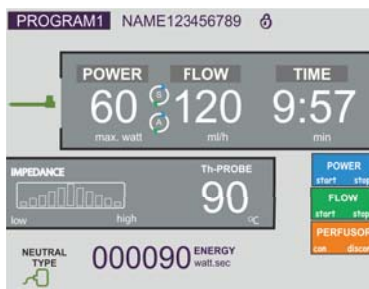 PROGRAM1 NAME123456789
POWER FLOW TIME
S
60 120 9:57
A
max. watt ml/h min
IMPEDANCE
low high
Th-PROBE
90
°C
POWER
start stop
FLOW
start stop
PERFUSOR
con discon
NEUTRAL
TYPE
000090 ENERGY
watt.sec